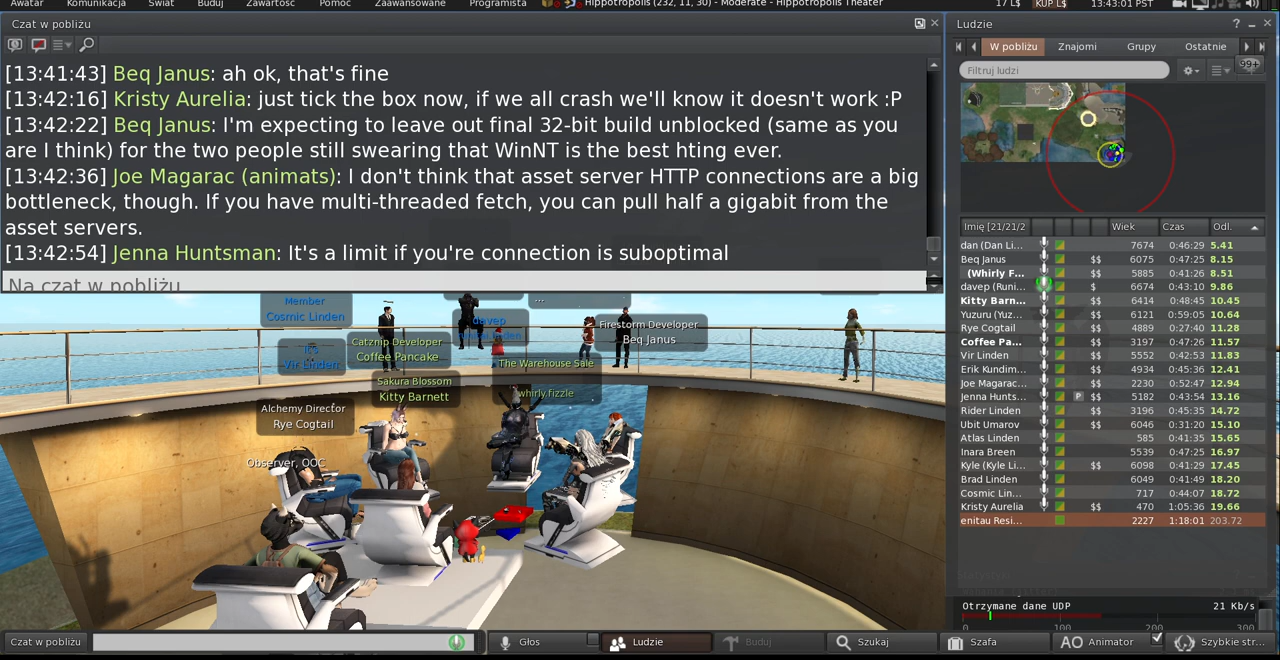 Awatar Komunikacja Świat Buduj Zawartość Pomoc Zaawansowane Programista Hippotropolis (232, 11, 30) - Moderate - Hippotropolis Theater 17 L$ KUP L$ 13:43:01 PST
Czat w pobliżu
[13:41:43] Beq Janus: ah ok, that's fine
[13:42:16] Kristy Aurelia: just tick the box now, if we all crash we'll know it doesn't work :P
[13:42:22] Beq Janus: I'm expecting to leave out final 32-bit build unblocked (same as you
are I think) for the two people still swearing that WinNT is the best hting ever.
[13:42:36] Joe Magarac (animats): I don't think that asset server HTTP connections are a big
bottleneck, though. If you have multi-threaded fetch, you can pull half a gigabit from the
asset servers.
[13:42:54] Jenna Huntsman: It's a limit if you're connection is suboptimal
Na czat w pobliżu
Member
Cosmic Linden
...
davep
Firestorm Developer
Beq Janus
It's
Vir Linden
Catznip Developer
Coffee Pancake
The Warehouse Sale
whirly.fizzle
Sakura Blossom
Kitty Barnett
Alchemy Director
Rye Cogtail
Observer, OOC
Ludzie
W pobliżu Znajomi Grupy Ostatnie
99+
Filtruj ludzi
Imię [21/21/2 Wiek Czas Odl.
dan (Dan Li... 7674 0:46:29 5.41
Beq Janus $$ 6075 0:47:25 8.15
(Whirly F... $$ 5885 0:41:26 8.51
davep (Runi... $ 6674 0:43:10 9.86
Kitty Barn... $$ 6414 0:48:45 10.45
Yuzuru (Yuz... $$ 6121 0:59:05 10.64
Rye Cogtail $$ 4889 0:27:40 11.28
Coffee Pa... $$ 3197 0:47:26 11.57
Vir Linden $$ 5552 0:42:53 11.83
Erik Kundim... $$ 4934 0:45:36 12.41
Joe Magarac... $$ 2230 0:52:47 12.94
Jenna Hunts... P $$ 5182 0:43:54 13.16
Rider Linden $$ 3196 0:45:35 14.72
Ubit Umarov $$ 6046 0:31:20 15.10
Atlas Linden 585 0:41:35 15.65
Inara Breen 5539 0:47:25 16.97
Kyle (Kyle Li... $$ 6098 0:41:29 17.45
Brad Linden 6049 0:41:49 18.20
Cosmic Lin... 717 0:44:07 18.72
Kristy Aurelia $$ 470 1:05:36 19.66
enitau Resi... 2227 1:18:01 203.72
Otrzymane dane UDP 21 Kb/s
0 100 200 300
Czat w pobliżu Głos Ludzie Buduj Szukaj Szafa AO Animator Szybkie str...